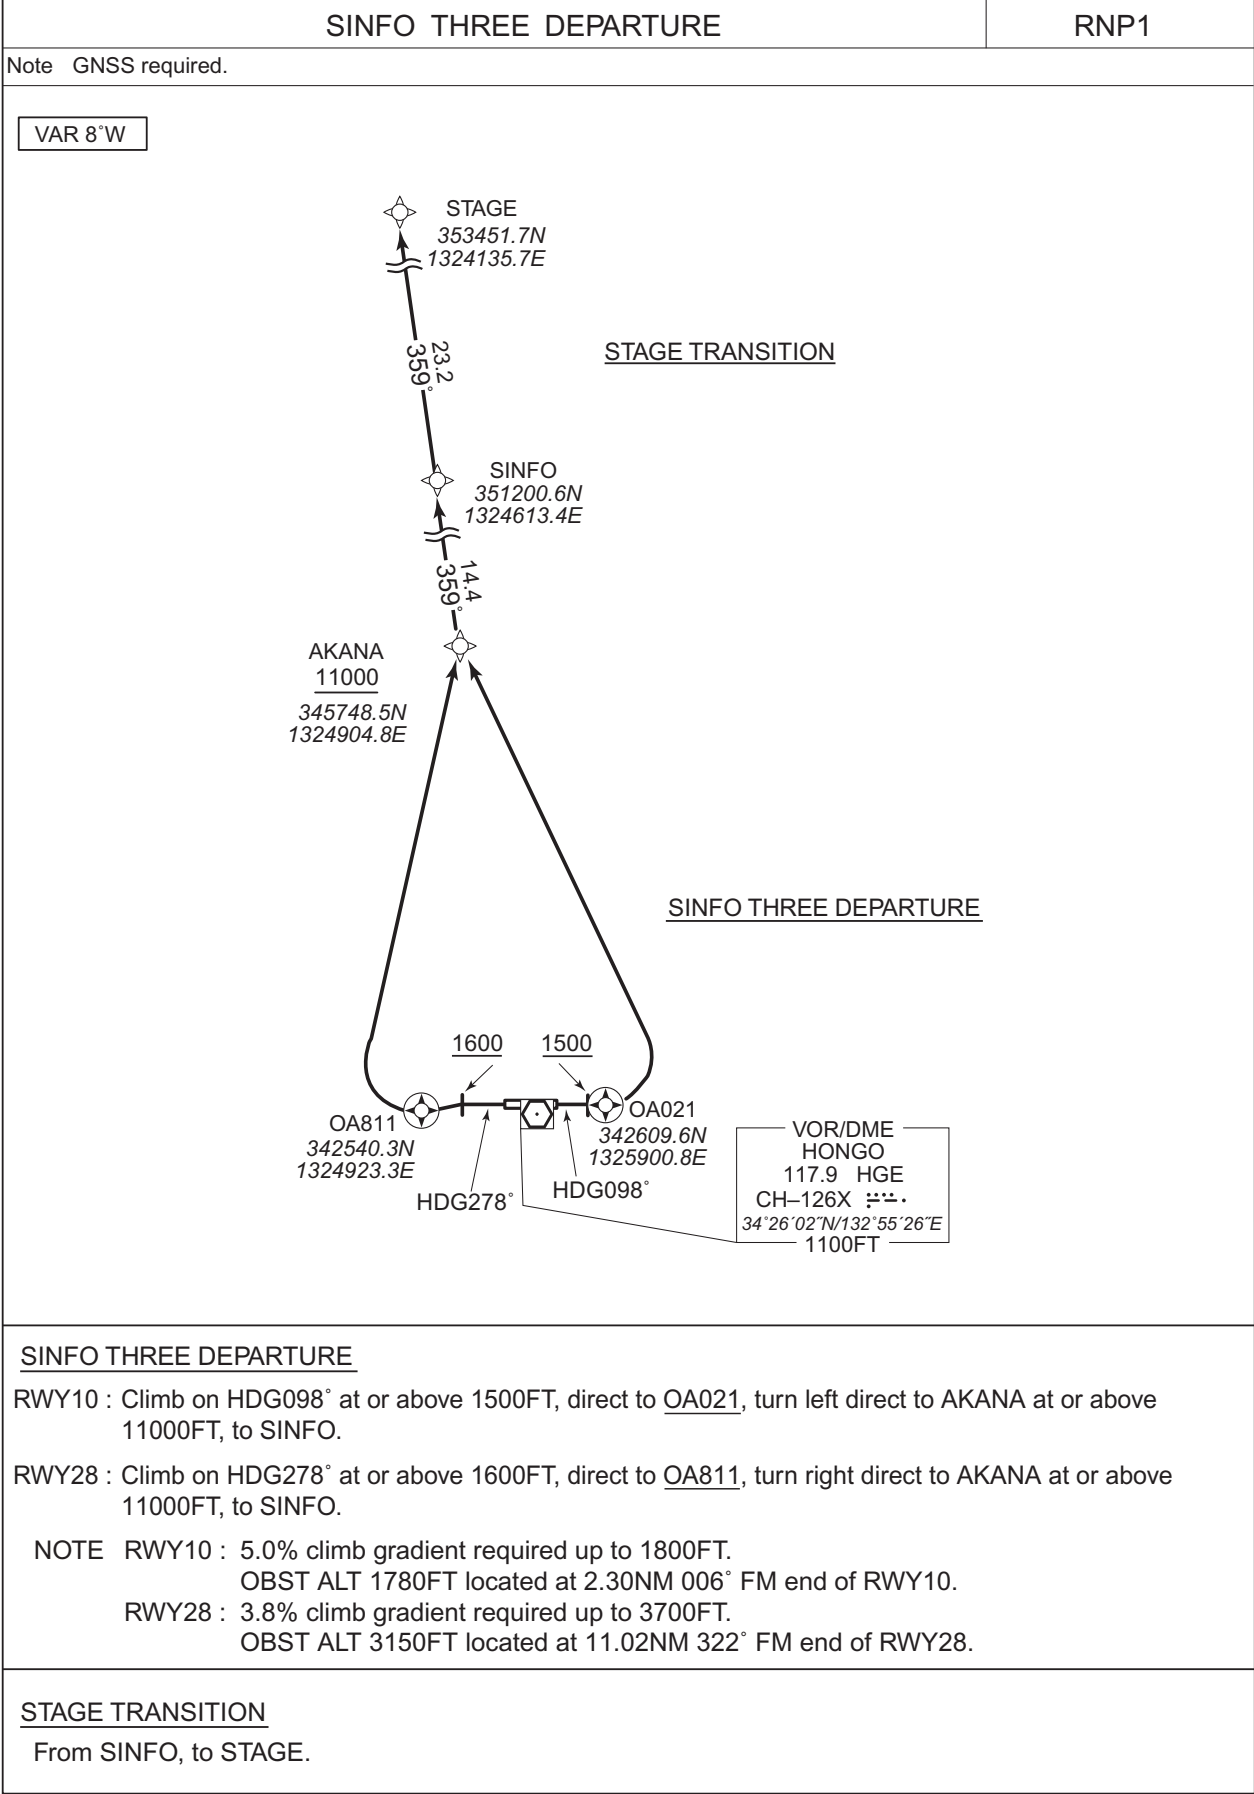 SINFO THREE DEPARTURE
RNP1
Note GNSS required.
VAR 8˚W
STAGE
353451.7N
1324135.7E
23.2
359˚
STAGE TRANSITION
SINFO
351200.6N
1324613.4E
14.4
359˚
AKANA
11000
345748.5N
1324904.8E
SINFO THREE DEPARTURE
1600
1500
OA811
342540.3N
1324923.3E
OA021
342609.6N
1325900.8E
HDG278˚
HDG098˚
VOR/DME
HONGO
117.9 HGE
CH–126X
34˚26´02˝N/132˚55´26˝E
1100FT
SINFO THREE DEPARTURE
RWY10 : Climb on HDG098˚ at or above 1500FT, direct to OA021, turn left direct to AKANA at or above
11000FT, to SINFO.
RWY28 : Climb on HDG278˚ at or above 1600FT, direct to OA811, turn right direct to AKANA at or above
11000FT, to SINFO.
NOTE RWY10 : 5.0% climb gradient required up to 1800FT.
OBST ALT 1780FT located at 2.30NM 006˚ FM end of RWY10.
RWY28 : 3.8% climb gradient required up to 3700FT.
OBST ALT 3150FT located at 11.02NM 322˚ FM end of RWY28.
STAGE TRANSITION
From SINFO, to STAGE.